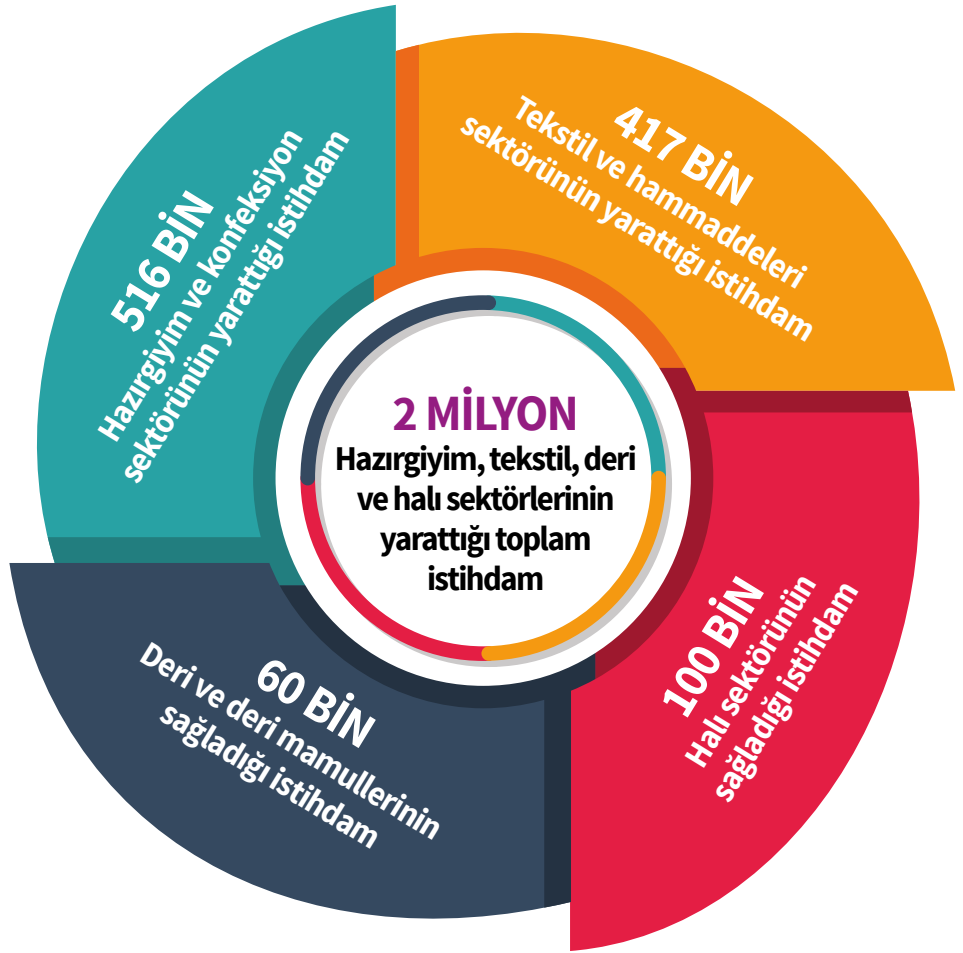 516 BİN
Hazırgiyim ve konfeksiyon
sektörünün yarattığı istihdam
417 BİN
Tekstil ve hammaddeleri
sektörünün yarattığı istihdam
2 MİLYON
Hazırgiyim, tekstil, deri
ve halı sektörlerinin
yarattığı toplam
istihdam
60 BİN
Deri ve deri mamullerinin
sağladığı istihdam
100 BİN
Halı sektörünün
sağladığı istihdam